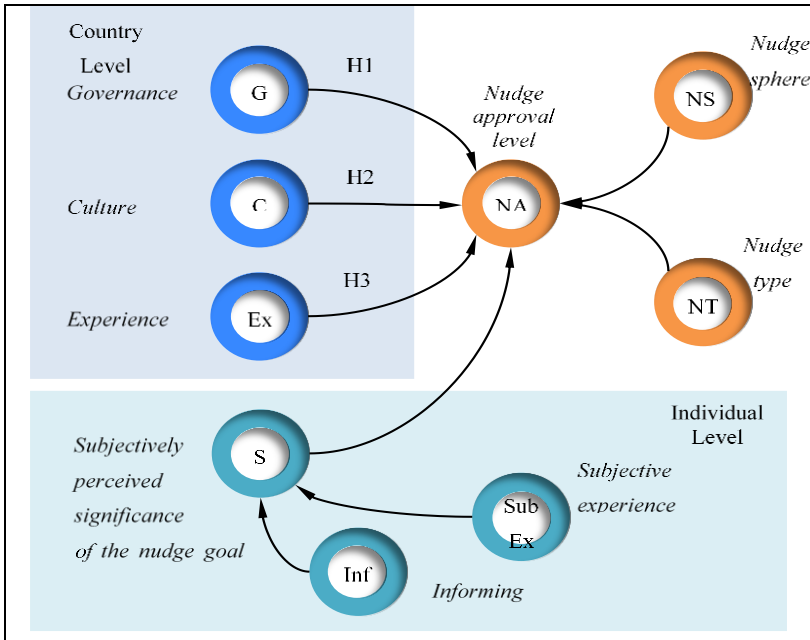 Country
Level
Governance
G
H1
Nudge
approval
level
Nudge
sphere
NS
Culture
C
H2
NA
Experience
Ex
H3
Nudge
type
NT
Individual
Level
Subjectively
perceived
significance
of the nudge goal
S
Subjective
experience
Sub
Ex
Inf
Informing